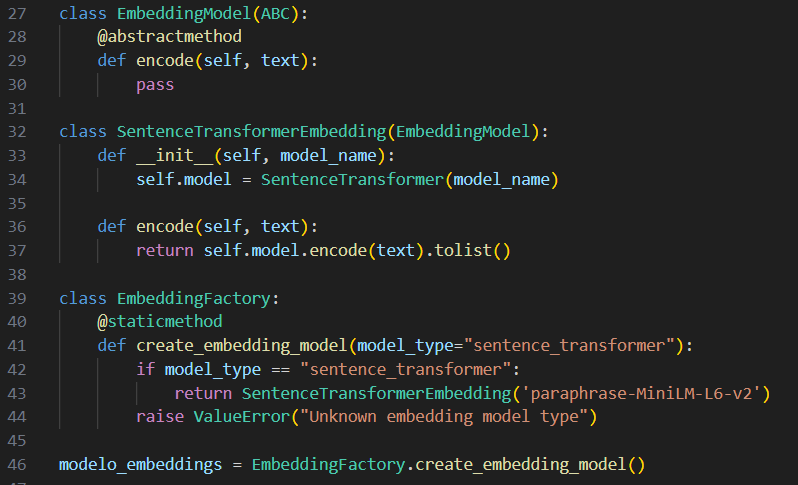 27 class EmbeddingModel(ABC):
28     @abstractmethod
29     def encode(self, text):
30         pass
31
32 class SentenceTransformerEmbedding(EmbeddingModel):
33     def __init__(self, model_name):
34         self.model = SentenceTransformer(model_name)
35
36     def encode(self, text):
37         return self.model.encode(text).tolist()
38
39 class EmbeddingFactory:
40     @staticmethod
41     def create_embedding_model(model_type="sentence_transformer"):
42         if model_type == "sentence_transformer":
43             return SentenceTransformerEmbedding('paraphrase-MiniLM-L6-v2')
44         raise ValueError("Unknown embedding model type")
45
46 modelo_embeddings = EmbeddingFactory.create_embedding_model()